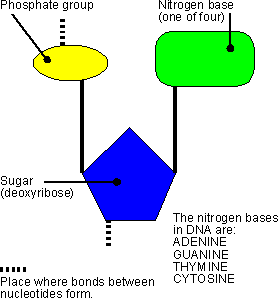 Phosphate group
Nitrogen base
(one of four)
Sugar
(deoxyribose)
The nitrogen bases
in DNA are:
ADENINE
GUANINE
THYMINE
CYTOSINE
Place where bonds between
nucleotides form.